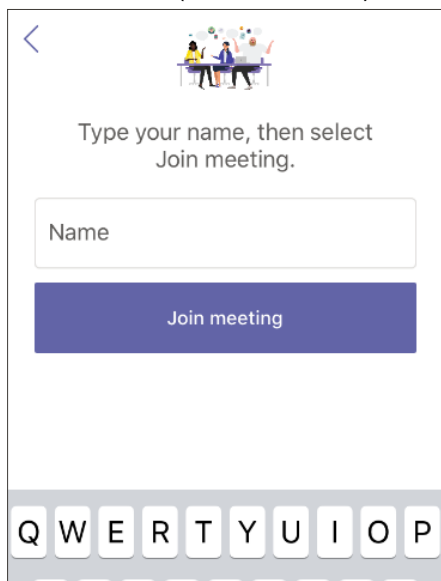 Type your name, then select
Join meeting.
Name
Join meeting
Q W E R T Y U I O P